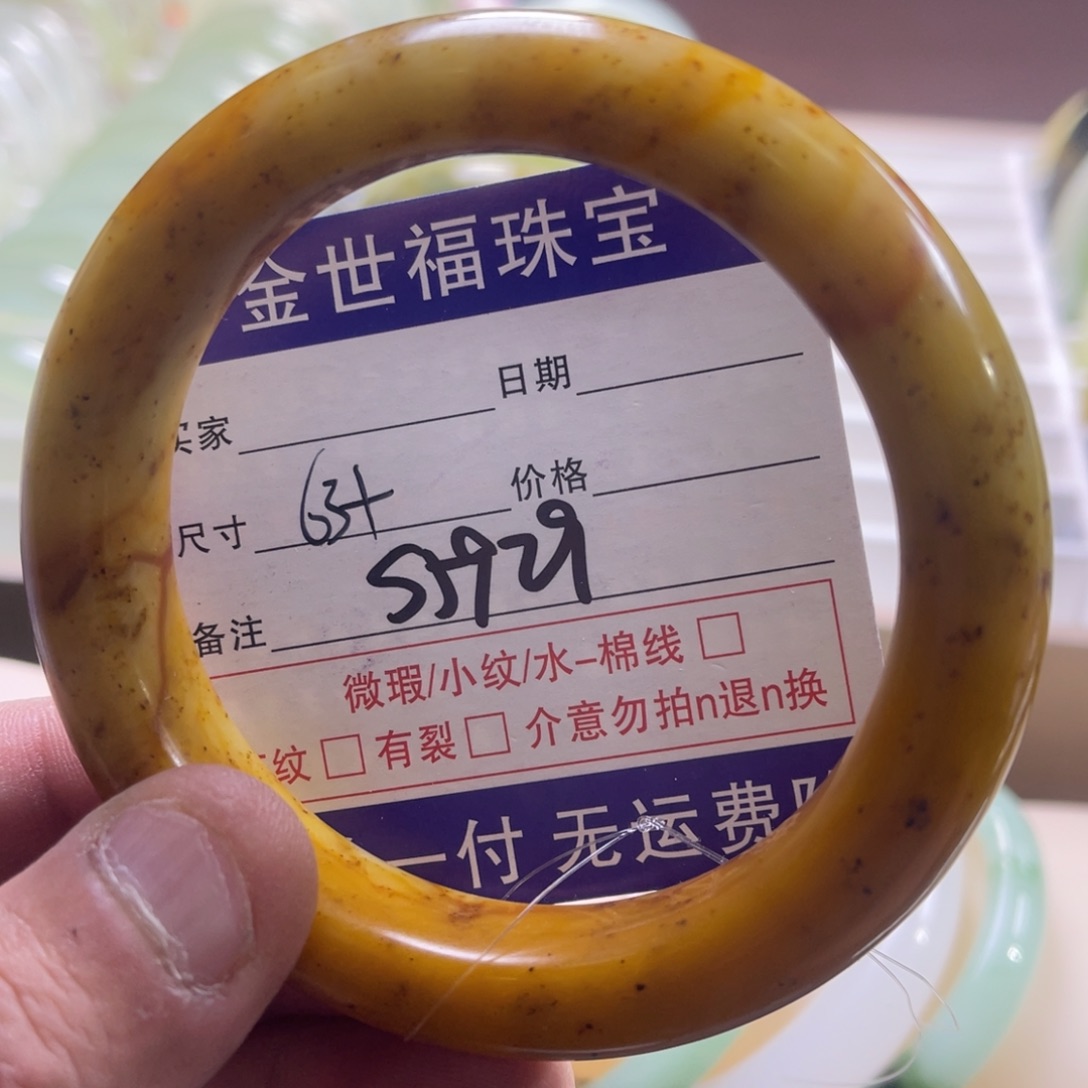 金世福珠宝
买家 日期
尺寸 63+ 价格
备注
微瑕/小纹/水-棉线 □
纹 □ 有裂 □ 介意勿拍n退n换
一付 无运费